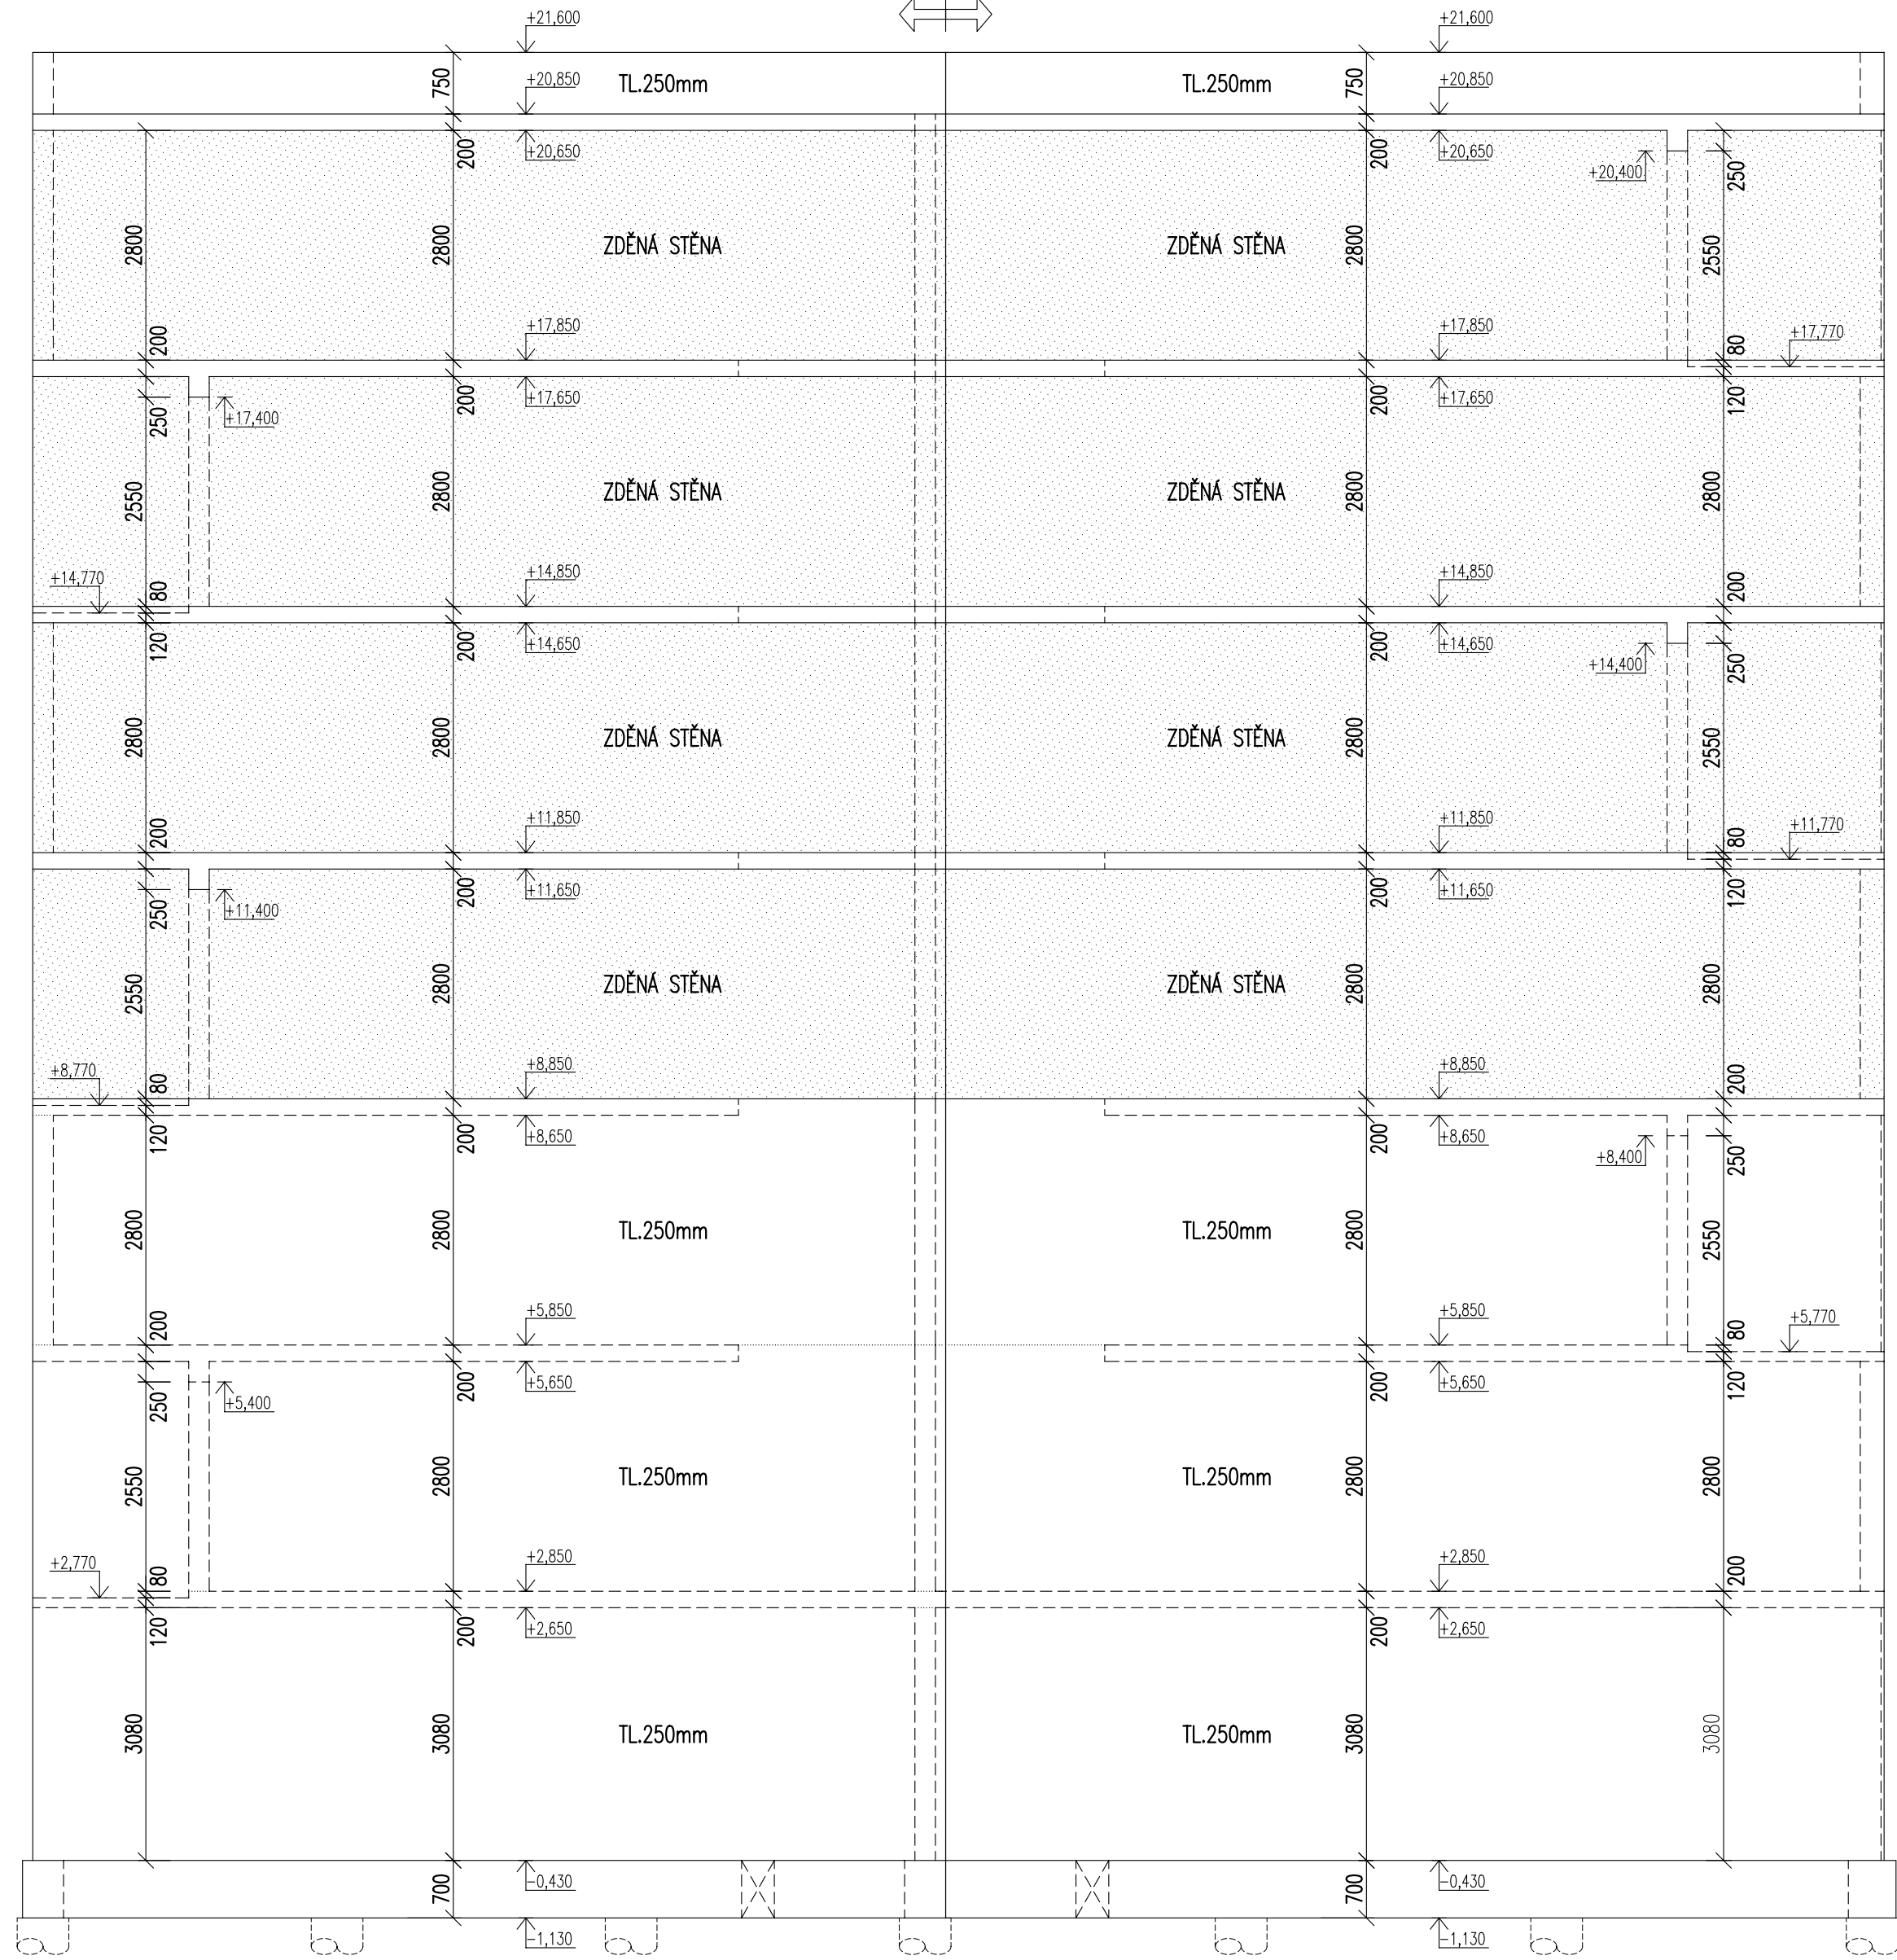 +21,600 +21,600
750 +20,850 TL.250mm TL.250mm 750 +20,850
200 +20,650 200 +20,650 +20,400 250
2800 2800 ZDĚNÁ STĚNA ZDĚNÁ STĚNA 2800 2550
200 +17,850 +17,850 80 +17,770
250 +17,400 200 +17,650 200 +17,650 120
2550 2800 ZDĚNÁ STĚNA ZDĚNÁ STĚNA 2800 2800
+14,770 80 +14,850 +14,850 200
120 200 +14,650 200 +14,650 +14,400 250
2800 2800 ZDĚNÁ STĚNA ZDĚNÁ STĚNA 2800 2550
200 +11,850 +11,850 80 +11,770
250 +11,400 200 +11,650 200 +11,650 120
2550 2800 ZDĚNÁ STĚNA ZDĚNÁ STĚNA 2800 2800
+8,770 80 +8,850 +8,850 200
120 200 +8,650 200 +8,650 +8,400 250
2800 2800 TL.250mm TL.250mm 2800 2550
200 +5,850 +5,850 80 +5,770
250 +5,400 200 +5,650 200 +5,650 120
2550 2800 TL.250mm TL.250mm 2800 2800
+2,770 80 +2,850 +2,850 200
120 200 +2,650 200 +2,650
3080 3080 TL.250mm TL.250mm 3080 3080
700 -0,430 700 -0,430
-1,130 -1,130